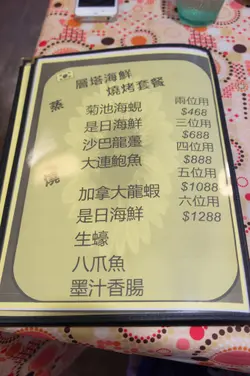 層塔海鮮
燒烤套餐
蒸
菊池海蜆
是日海鮮
沙巴龍躉
大連鮑魚
燒
加拿大龍蝦
是日海鮮
生蠔
八爪魚
墨汁香腸
兩位用
$468
三位用
$688
四位用
$888
五位用
$1088
六位用
$1288